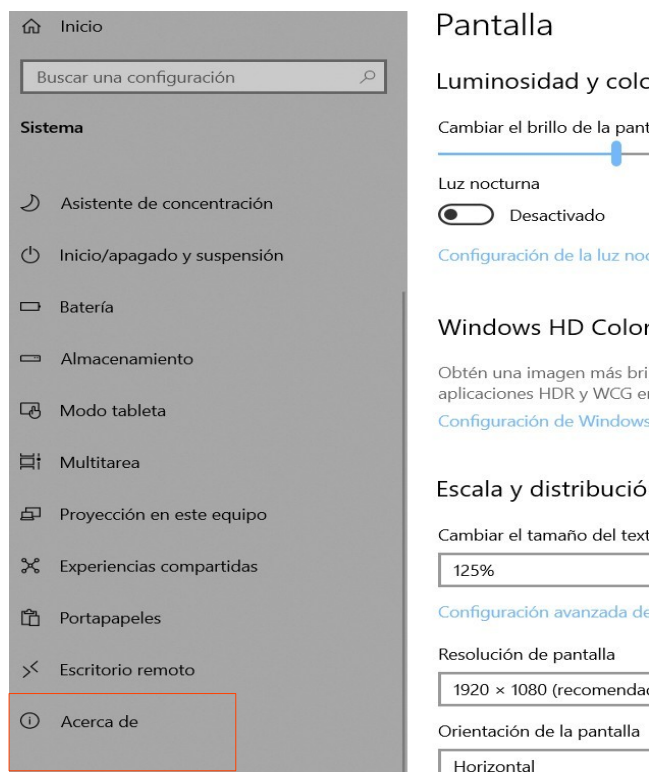 Inicio
Buscar una configuración
Sistema
Asistente de concentración
Inicio/apagado y suspensión
Batería
Almacenamiento
Modo tableta
Multitarea
Proyección en este equipo
Experiencias compartidas
Portapapeles
Escritorio remoto
Acerca de
Pantalla
Luminosidad y colo
Cambiar el brillo de la pant
Luz nocturna
Desactivado
Configuración de la luz noc
Windows HD Color
Obtén una imagen más bri
aplicaciones HDR y WCG en
Configuración de Windows
Escala y distribució
Cambiar el tamaño del text
125%
Configuración avanzada de
Resolución de pantalla
1920 × 1080 (recomendad
Orientación de la pantalla
Horizontal